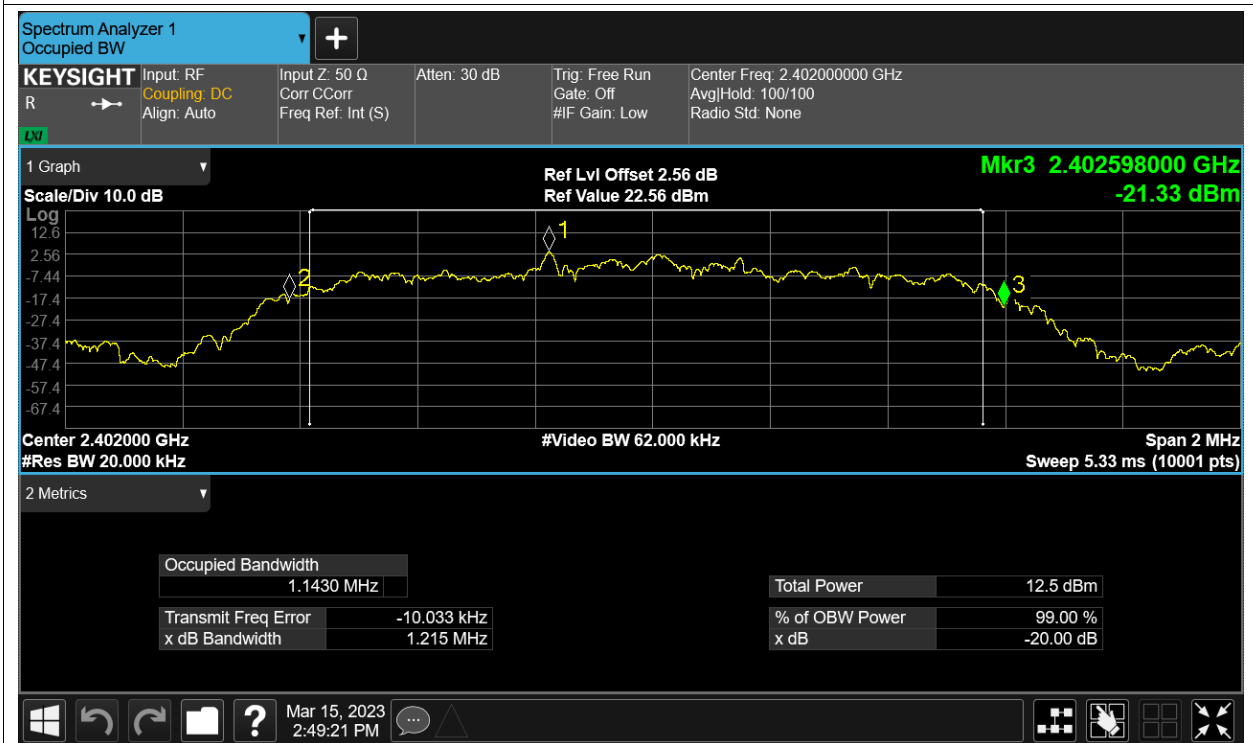 Spectrum Analyzer 1
Occupied BW
KEYSIGHT
R
LXI
Input: RF
Coupling: DC
Align: Auto
Input Z: 50 Ω
Corr CCorr
Freq Ref: Int (S)
Atten: 30 dB
Trig: Free Run
Gate: Off
#IF Gain: Low
Center Freq: 2.402000000 GHz
Avg|Hold: 100/100
Radio Std: None
1 Graph
Scale/Div 10.0 dB
Ref Lvl Offset 2.56 dB
Ref Value 22.56 dBm
Mkr3 2.402598000 GHz
-21.33 dBm
Log
12.6
2.56
-7.44
-17.4
-27.4
-37.4
-47.4
-57.4
-67.4
1
2
3
Center 2.402000 GHz
#Res BW 20.000 kHz
#Video BW 62.000 kHz
Span 2 MHz
Sweep 5.33 ms (10001 pts)
2 Metrics
Occupied Bandwidth
1.1430 MHz
Transmit Freq Error -10.033 kHz
x dB Bandwidth 1.215 MHz
Total Power 12.5 dBm
% of OBW Power 99.00 %
x dB -20.00 dB
?
Mar 15, 2023
2:49:21 PM